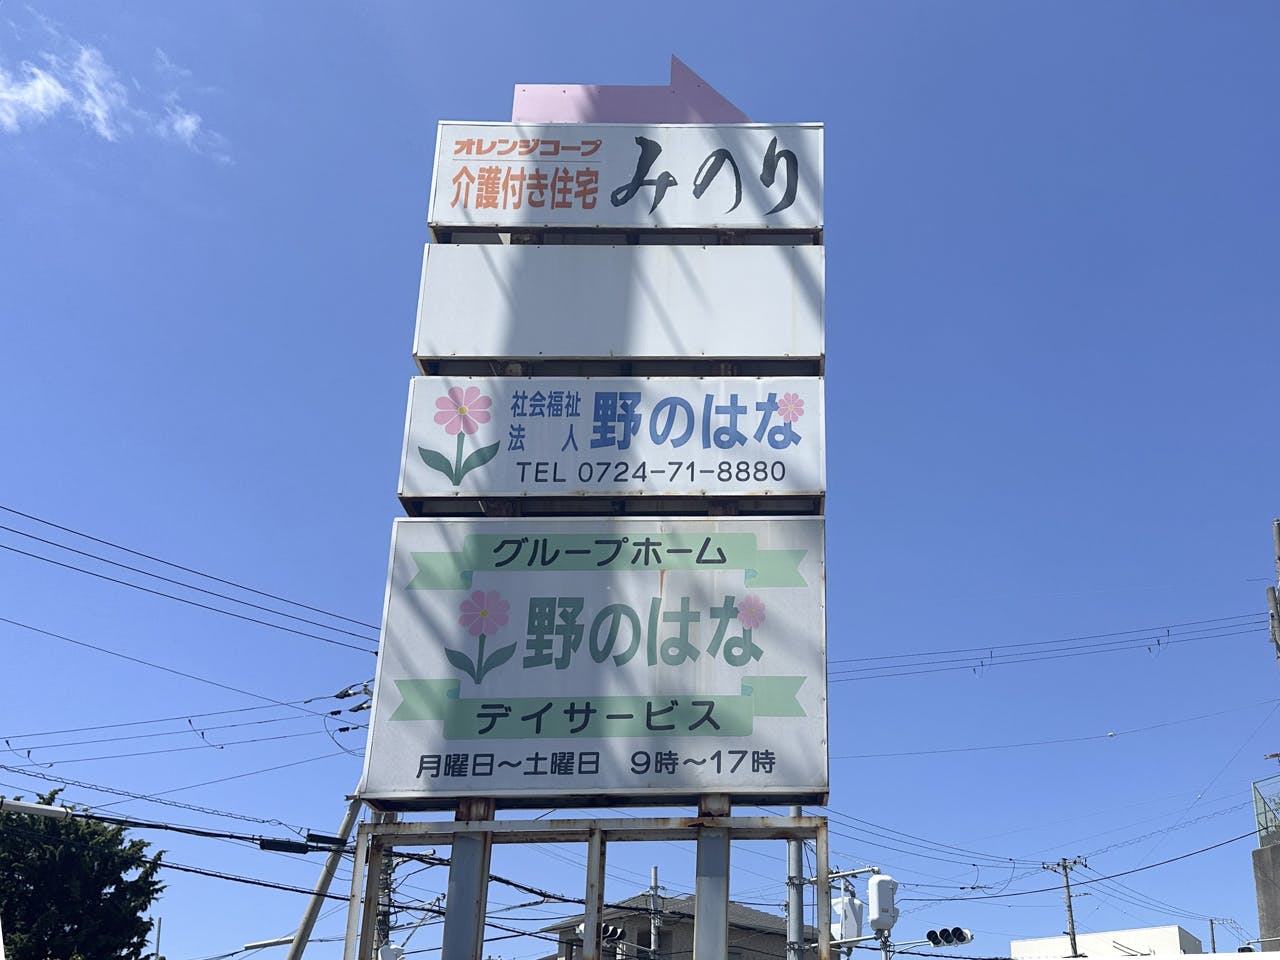 オレンジコープ
介護付き住宅 みのり
社会福祉
法人 野のはな
TEL 0724-71-8880
グループホーム
野のはな
デイサービス
月曜日～土曜日 9時～17時